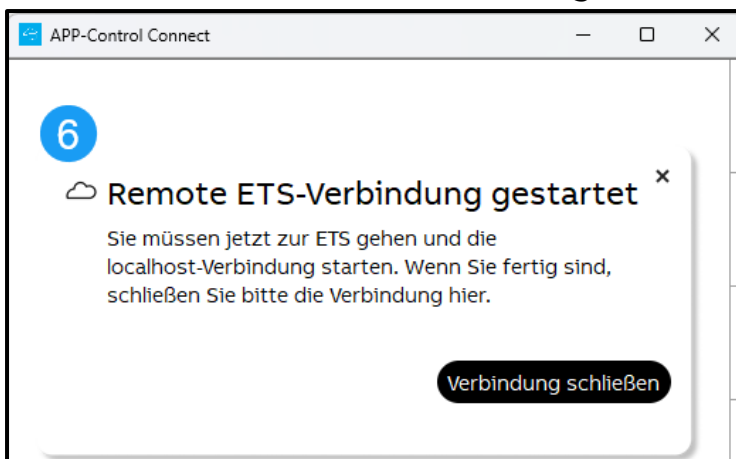 APP-Control Connect
6
Remote ETS-Verbindung gestartet
Sie müssen jetzt zur ETS gehen und die
localhost-Verbindung starten. Wenn Sie fertig sind,
schließen Sie bitte die Verbindung hier.
Verbindung schließen